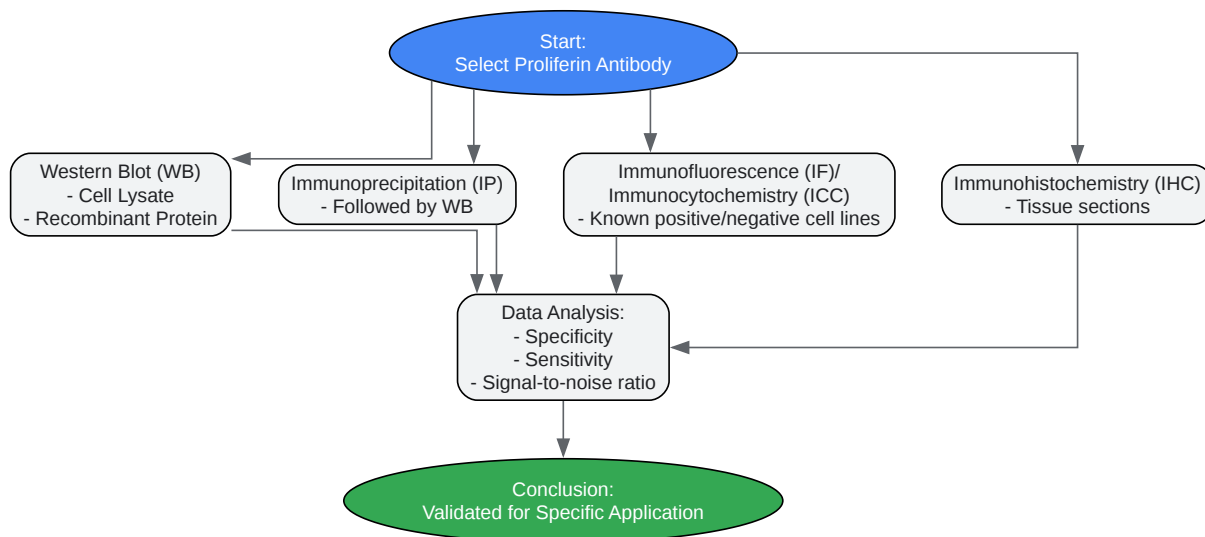 Start:
Select Proliferin Antibody
Western Blot (WB)
- Cell Lysate
- Recombinant Protein
Immunoprecipitation (IP)
- Followed by WB
Immunofluorescence (IF)/
Immunocytochemistry (ICC)
- Known positive/negative cell lines
Immunohistochemistry (IHC)
- Tissue sections
Data Analysis:
- Specificity
- Sensitivity
- Signal-to-noise ratio
Conclusion:
Validated for Specific Application